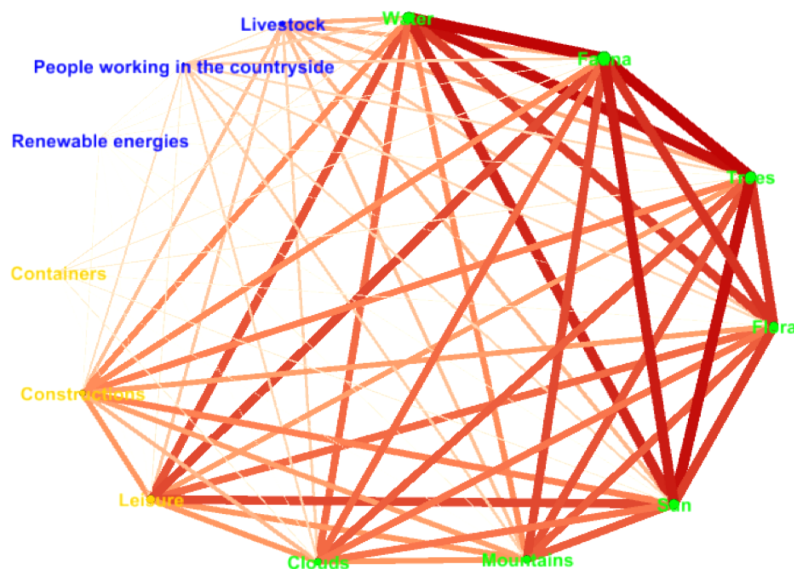 Water
Livestock
Fauna
People working in the countryside
Renewable energies
Trees
Containers
Flora
Constructions
Leisure
Sun
Clouds
Mountains